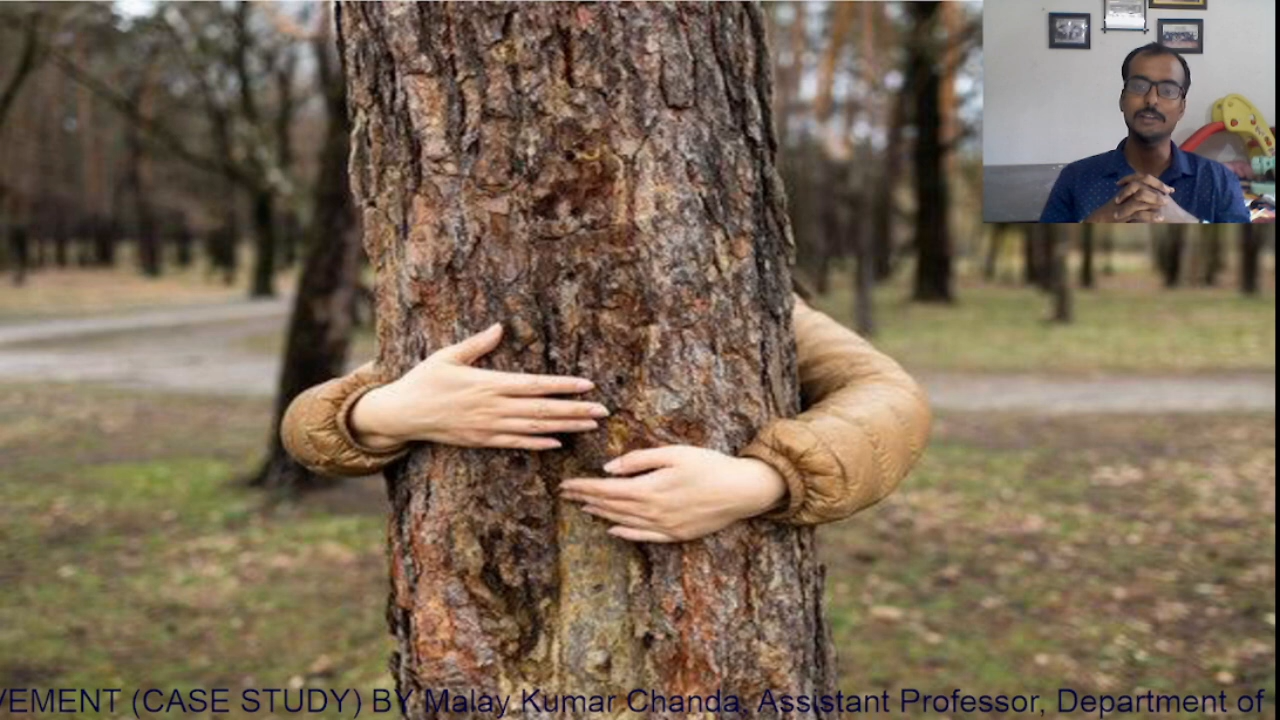 VEMENT (CASE STUDY) BY Malay Kumar Chanda, Assistant Professor, Department of